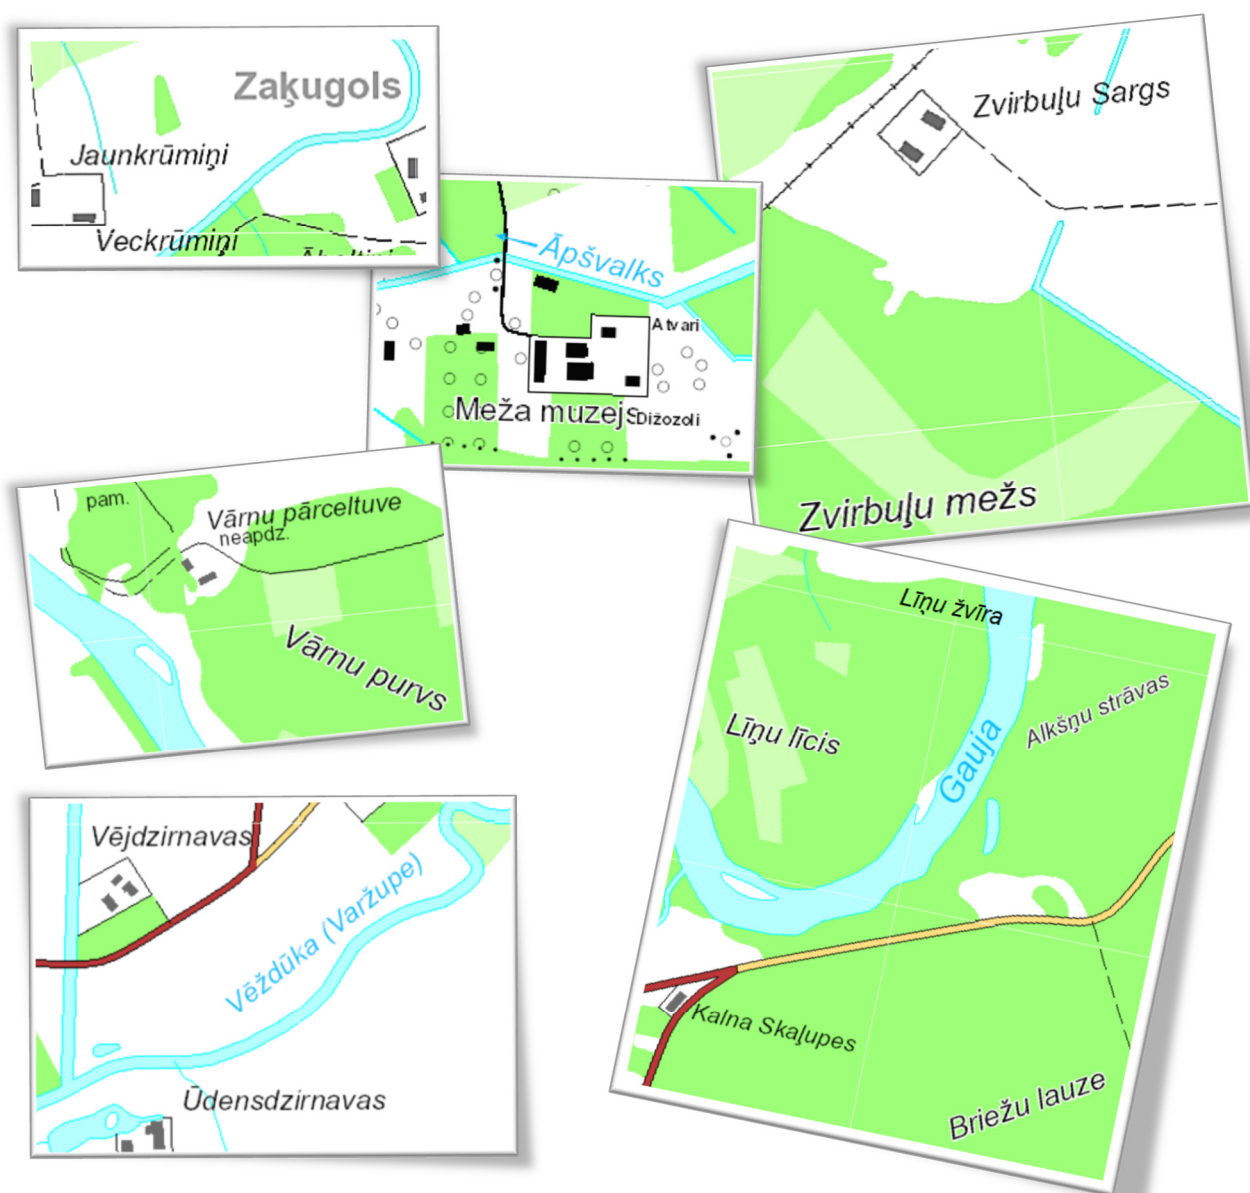 Zaķugols
Jaunkrūmiņi
Veckrūmiņi
Zvirbuļu Sargs
Zvirbuļu mežs
Āpšvalks
Atvari
Meža muzejs
Dižozoli
pam.
Vārnu pārceltuve
neapdz.
Vārnu purvs
Līņu žvīra
Alkšņu strāvas
Līņu līcis
Gauja
Kalna Skaļupes
Briežu lauze
Vējdzirnavas
Vēždūka (Varžupe)
Ūdensdzirnavas